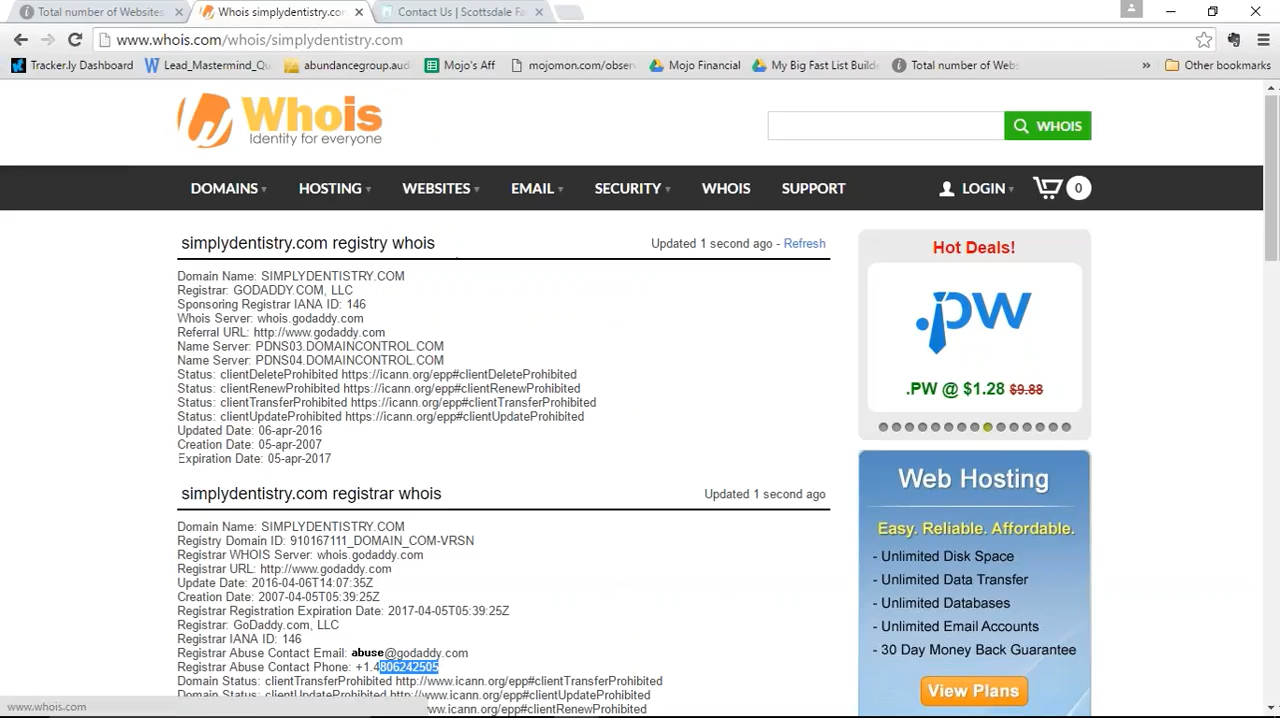 Total number of Websites
Whois simplydentistry.co
Contact Us | Scottsdale Fa
www.whois.com/whois/simplydentistry.com
Tracker.ly Dashboard
Lead_Mastermind_Qu
abundancegroup.aud
Mojo's Aff
mojomon.com/obser
Mojo Financial
My Big Fast List Builde
Total number of Webs
»
Other bookmarks
Whois
Identity for everyone
WHOIS
DOMAINS
HOSTING
WEBSITES
EMAIL
SECURITY
WHOIS
SUPPORT
LOGIN
0
simplydentistry.com registry whois
Updated 1 second ago - Refresh
Domain Name: SIMPLYDENTISTRY.COM
Registrar: GODADDY.COM, LLC
Sponsoring Registrar IANA ID: 146
Whois Server: whois.godaddy.com
Referral URL: http://www.godaddy.com
Name Server: PDNS03.DOMAINCONTROL.COM
Name Server: PDNS04.DOMAINCONTROL.COM
Status: clientDeleteProhibited https://icann.org/epp#clientDeleteProhibited
Status: clientRenewProhibited https://icann.org/epp#clientRenewProhibited
Status: clientTransferProhibited https://icann.org/epp#clientTransferProhibited
Status: clientUpdateProhibited https://icann.org/epp#clientUpdateProhibited
Updated Date: 06-apr-2016
Creation Date: 05-apr-2007
Expiration Date: 05-apr-2017
simplydentistry.com registrar whois
Updated 1 second ago
Domain Name: SIMPLYDENTISTRY.COM
Registry Domain ID: 910167111_DOMAIN_COM-VRSN
Registrar WHOIS Server: whois.godaddy.com
Registrar URL: http://www.godaddy.com
Update Date: 2016-04-06T14:07:35Z
Creation Date: 2007-04-05T05:39:25Z
Registrar Registration Expiration Date: 2017-04-05T05:39:25Z
Registrar: GoDaddy.com, LLC
Registrar IANA ID: 146
Registrar Abuse Contact Email: abuse@godaddy.com
Registrar Abuse Contact Phone: +1.4806242505
Domain Status: clientTransferProhibited http://www.icann.org/epp#clientTransferProhibited
Domain Status: clientUpdateProhibited http://www.icann.org/epp#clientUpdateProhibited
www.icann.org/epp#clientRenewProhibited
www.whois.com
Hot Deals!
.pw
.PW @ $1.28 $9.88
Web Hosting
Easy. Reliable. Affordable.
- Unlimited Disk Space
- Unlimited Data Transfer
- Unlimited Databases
- Unlimited Email Accounts
- 30 Day Money Back Guarantee
View Plans